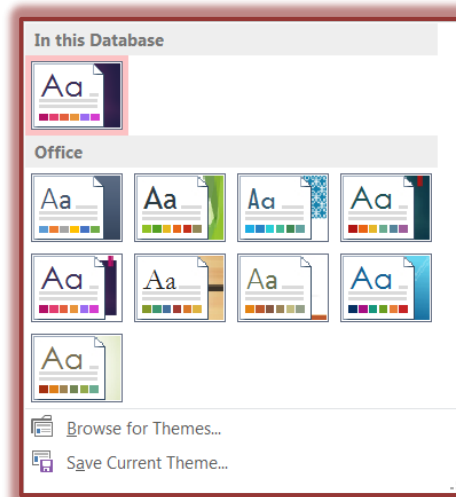 In this Database
Aa
Office
Aa Aa Aa Aa
Aa Aa Aa Aa
Aa
Browse for Themes...
Save Current Theme...